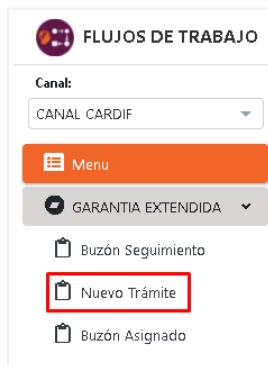 FLUJOS DE TRABAJO
Canal:
CANAL CARDIF
Menu
GARANTIA EXTENDIDA
Buzón Seguimiento
Nuevo Trámite
Buzón Asignado